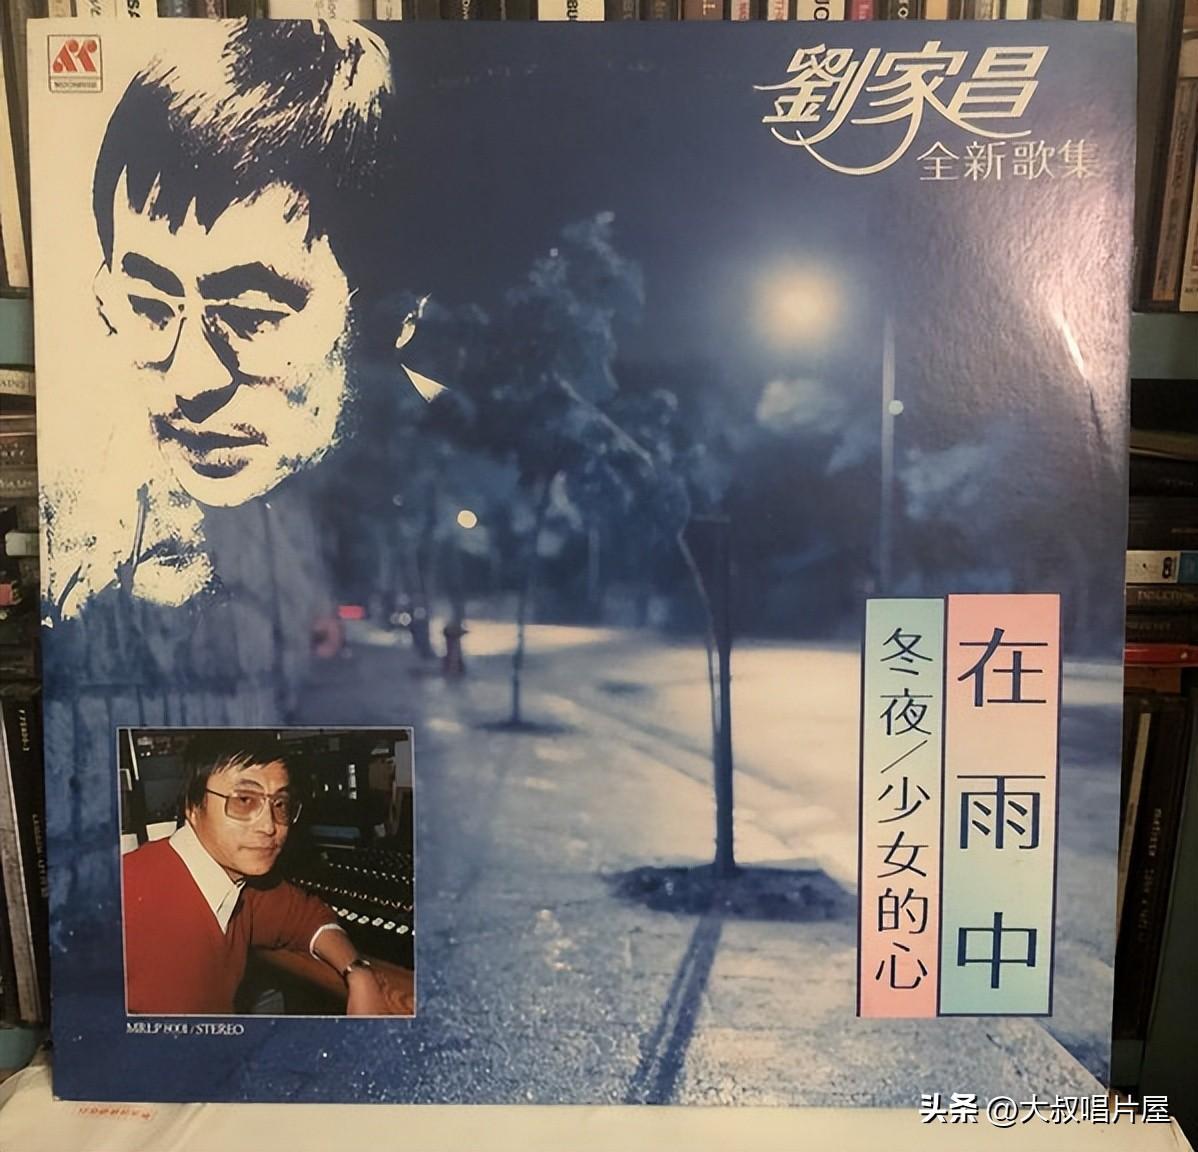 劉家昌
全新歌集
在雨中
冬夜/少女的心
MRLP 8001/STEREO
头条 @大叔唱片屋